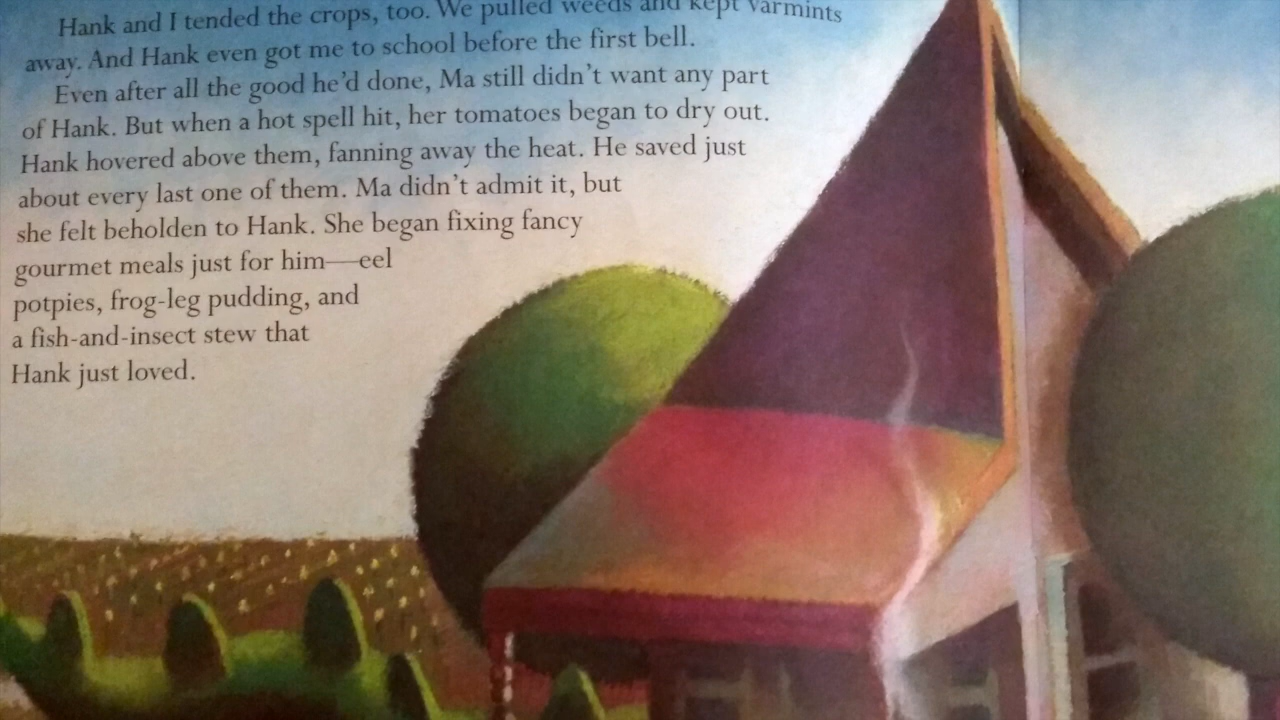 Hank and I tended the crops, too. We pulled weeds and kept varmints
away. And Hank even got me to school before the first bell.
Even after all the good he'd done, Ma still didn't want any part
of Hank. But when a hot spell hit, her tomatoes began to dry out.
Hank hovered above them, fanning away the heat. He saved just
about every last one of them. Ma didn't admit it, but
she felt beholden to Hank. She began fixing fancy
gourmet meals just for him—eel
potpies, frog-leg pudding, and
a fish-and-insect stew that
Hank just loved.